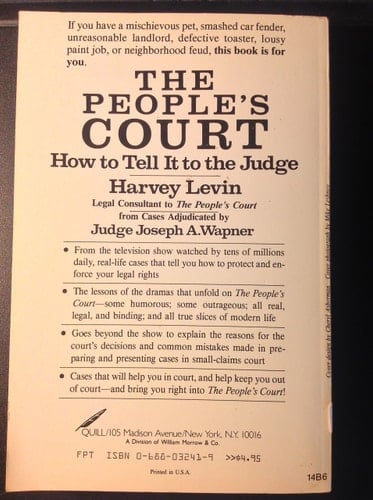 If you have a mischievous pet, smashed car fender,
unreasonable landlord, defective toaster, lousy
paint job, or neighborhood feud, this book is for
you.
THE
PEOPLE'S
COURT
How to Tell It to the Judge
Harvey Levin
Legal Consultant to The People's Court
from Cases Adjudicated by
Judge Joseph A. Wapner
• From the television show watched by tens of millions
daily, real-life cases that tell you how to protect and en-
force your legal rights
• The lessons of the dramas that unfold on The People's
Court—some humorous; some outrageous; all real,
legal, and binding; and all true slices of modern life
• Goes beyond the show to explain the reasons for the
court's decisions and common mistakes made in pre-
paring and presenting cases in small-claims court
• Cases that will help you in court, and help keep you out
of court—and bring you right into The People's Court!
QUILL/105 Madison Avenue/New York, N.Y. 10016
A Division of William Morrow & Co.
FPT ISBN 0-688-03241-9 >>$4.95
Printed in U.S.A.
14B6
Cover design by Cheryl Asherman Cover photograph by Mike